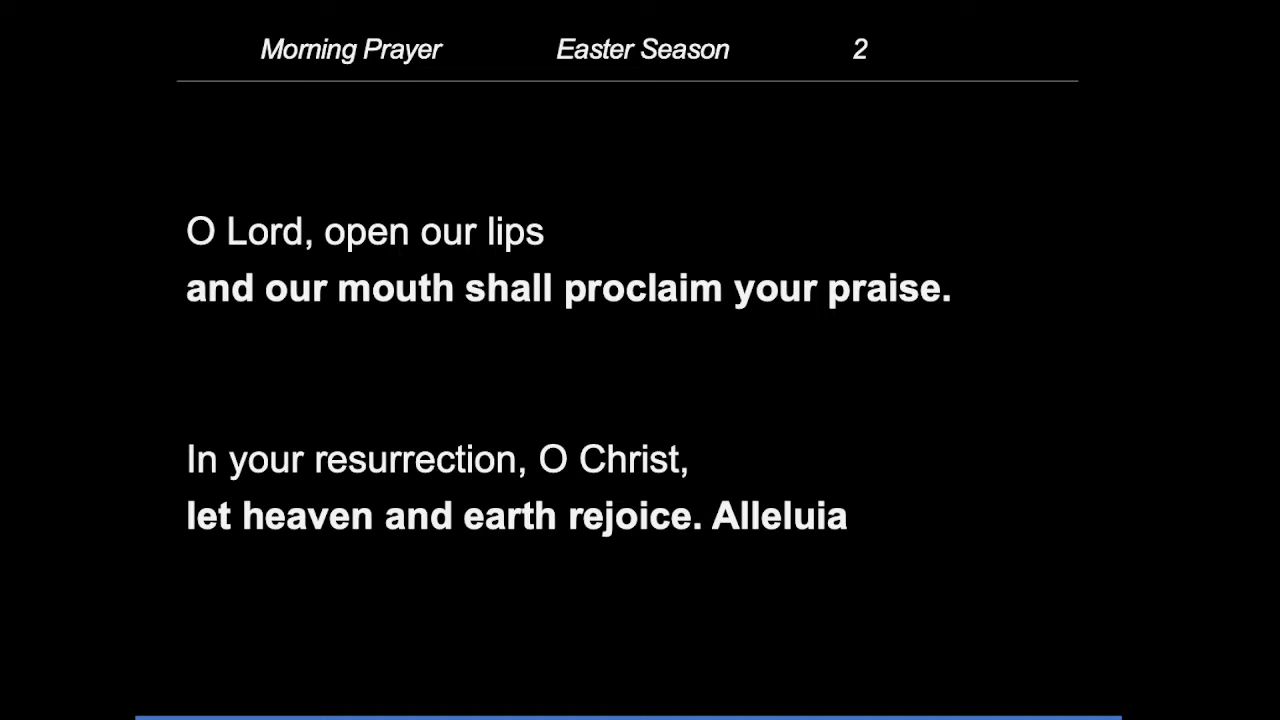 Morning Prayer Easter Season 2
O Lord, open our lips
and our mouth shall proclaim your praise.
In your resurrection, O Christ,
let heaven and earth rejoice. Alleluia